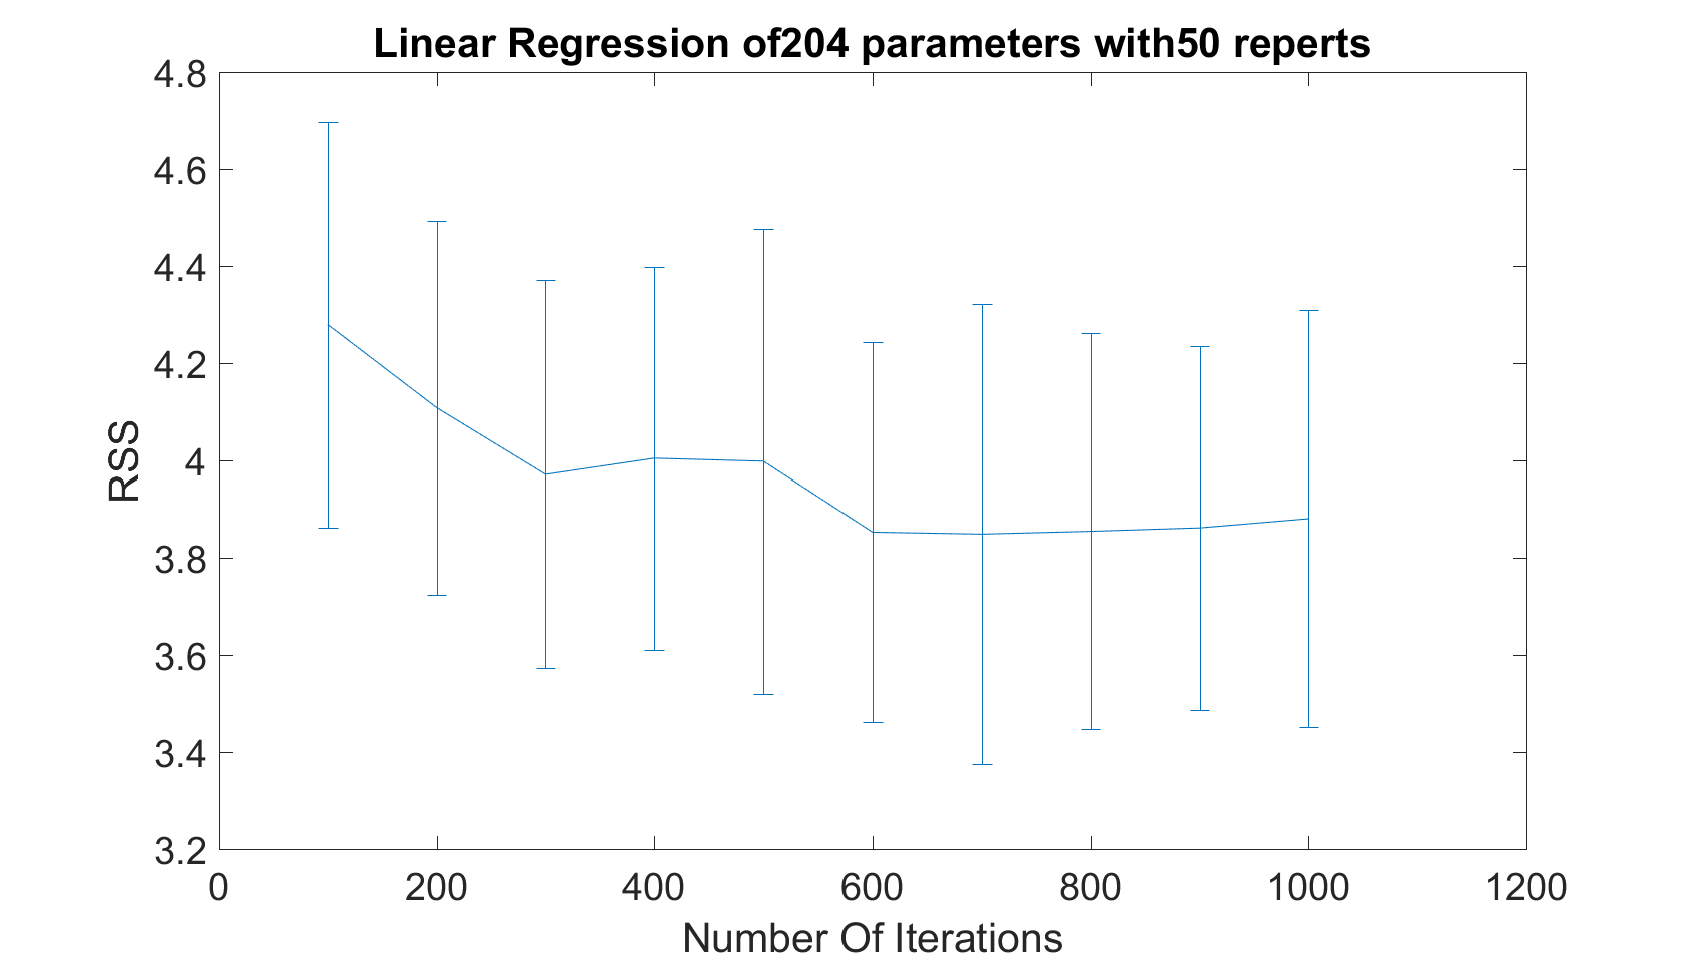 Linear Regression of204 parameters with50 reperts
4.8
4.6
4.4
4.2
4
3.8
3.6
3.4
3.2
RSS
0 200 400 600 800 1000 1200
Number Of Iterations